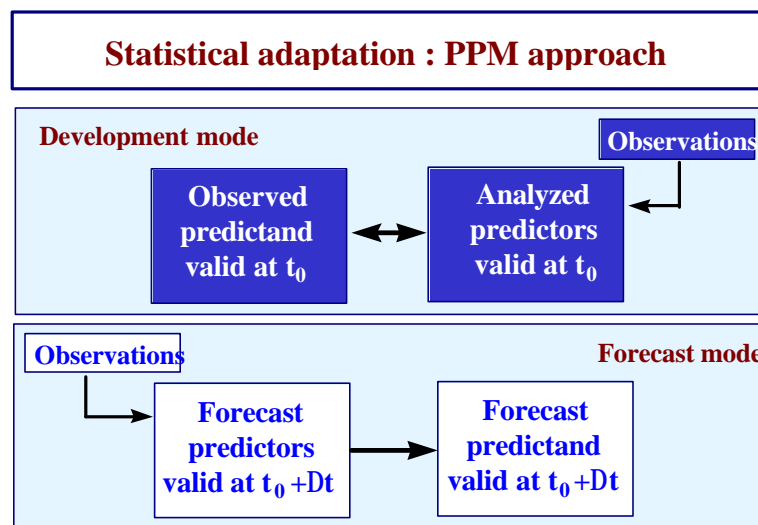 Statistical adaptation : PPM approach
Development mode
Observations
Observed
predictand
valid at t₀
Analyzed
predictors
valid at t₀
Observations
Forecast mode
Forecast
predictors
valid at t₀+Dt
Forecast
predictand
valid at t₀+Dt